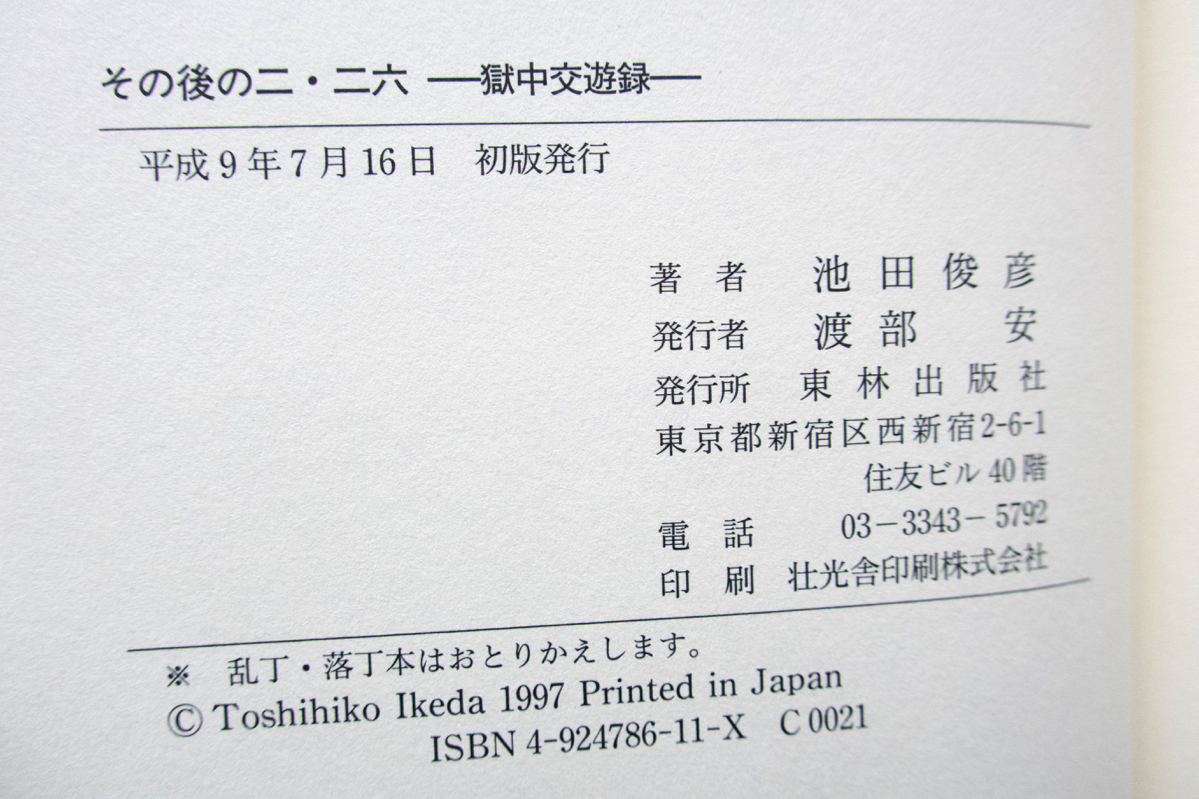 その後の二・二六 ―獄中交遊録―
平成9年7月16日 初版発行
著 者 池田俊彦
発行者 渡部 安
発行所 東林出版社
東京都新宿区西新宿2-6-1
住友ビル40階
電 話 03-3343-5792
印 刷 壮光舎印刷株式会社
※ 乱丁・落丁本はおとりかえします。
© Toshihiko Ikeda 1997 Printed in Japan
ISBN 4-924786-11-X C0021